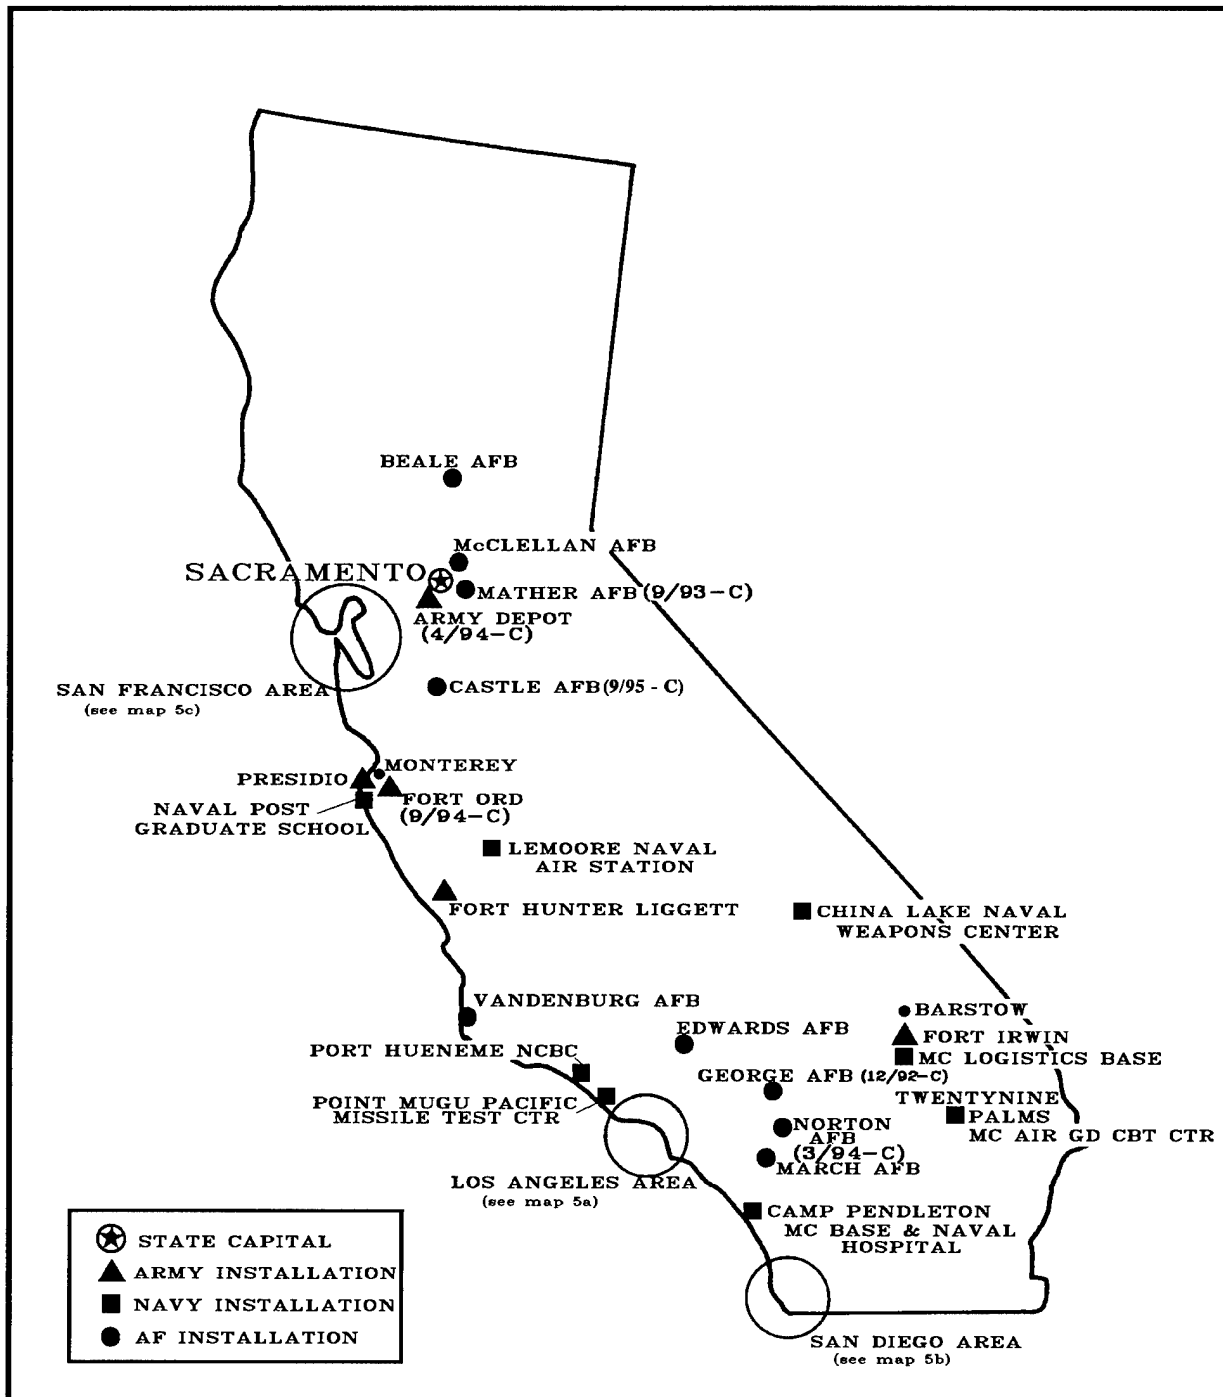 BEALE AFB
McCLELLAN AFB
SACRAMENTO
MATHER AFB (9/93-C)
ARMY DEPOT
(4/94-C)
SAN FRANCISCO AREA
(see map 5c)
CASTLE AFB (9/95 - C)
MONTEREY
PRESIDIO
FORT ORD
(9/94-C)
NAVAL POST
GRADUATE SCHOOL
LEMOORE NAVAL
AIR STATION
FORT HUNTER LIGGETT
CHINA LAKE NAVAL
WEAPONS CENTER
VANDENBURG AFB
BARSTOW
EDWARDS AFB
FORT IRWIN
PORT HUENEME NCBC
MC LOGISTICS BASE
GEORGE AFB (12/92-C)
POINT MUGU PACIFIC
MISSILE TEST CTR
TWENTYNINE
PALMS
MC AIR GD CBT CTR
NORTON
AFB
(3/94-C)
MARCH AFB
LOS ANGELES AREA
(see map 5a)
CAMP PENDLETON
MC BASE & NAVAL
HOSPITAL
SAN DIEGO AREA
(see map 5b)
STATE CAPITAL
ARMY INSTALLATION
NAVY INSTALLATION
AF INSTALLATION